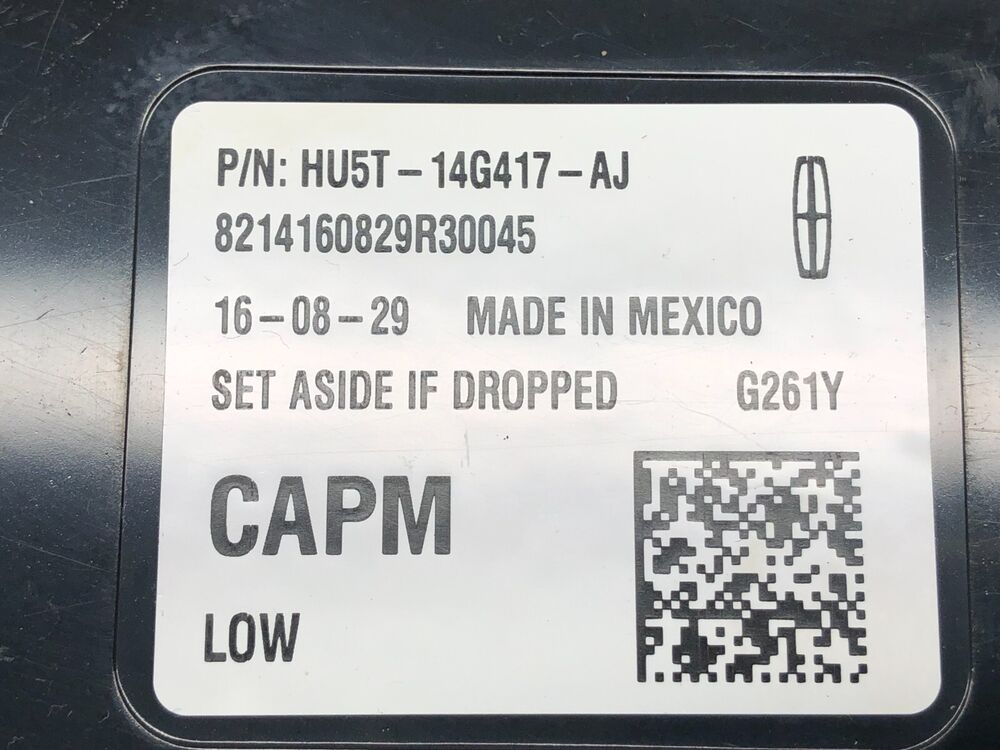 P/N: HU5T-14G417-AJ
8214160829R30045
16-08-29 MADE IN MEXICO
SET ASIDE IF DROPPED G261Y
CAPM
LOW